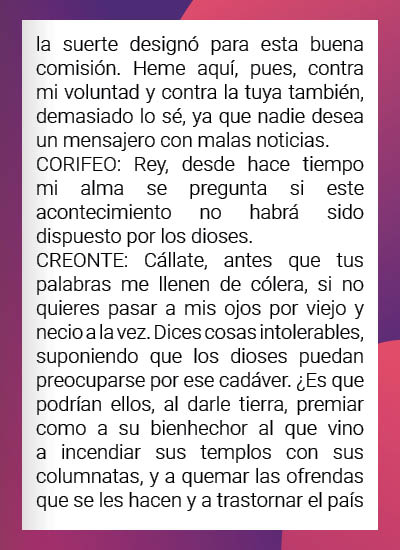 la suerte designó para esta buena
comisión. Heme aquí, pues, contra
mi voluntad y contra la tuya también,
demasiado lo sé, ya que nadie desea
un mensajero con malas noticias.
CORIFEO: Rey, desde hace tiempo
mi alma se pregunta si este
acontecimiento no habrá sido
dispuesto por los dioses.
CREONTE: Cállate, antes que tus
palabras me llenen de cólera, si no
quieres pasar a mis ojos por viejo y
necio a la vez. Dices cosas intolerables,
suponiendo que los dioses puedan
preocuparse por ese cadáver. ¿Es que
podrían ellos, al darle tierra, premiar
como a su bienhechor al que vino
a incendiar sus templos con sus
columnatas, y a quemar las ofrendas
que se les hacen y a trastornar el país